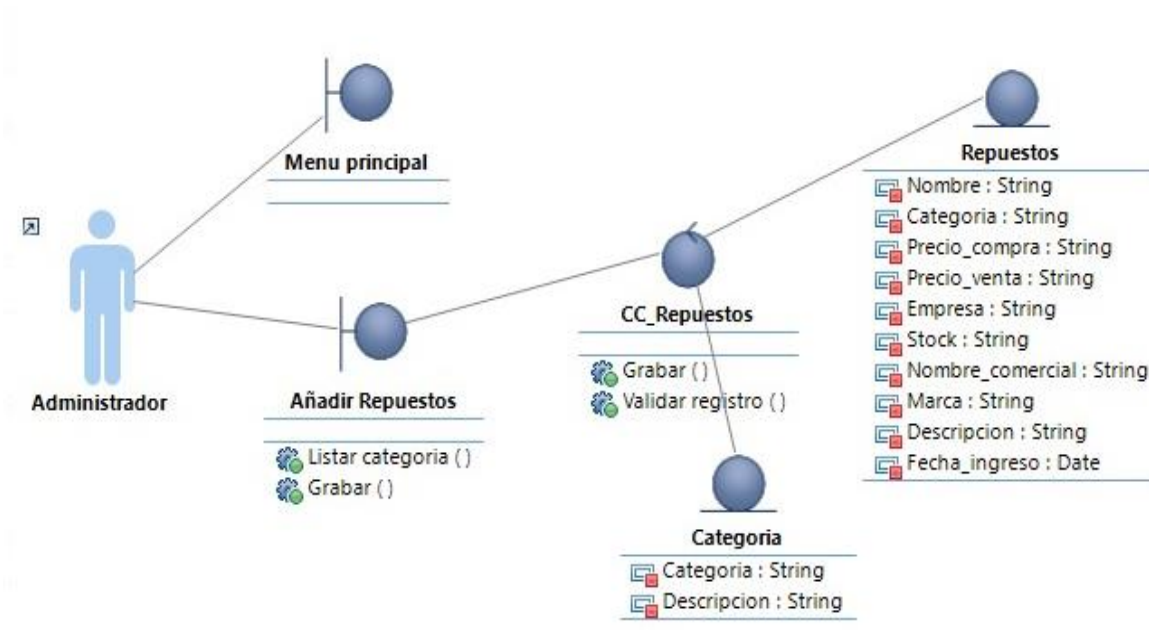 Menu principal
Administrador
Añadir Repuestos
Listar categoria ( )
Grabar ( )
CC_Repuestos
Grabar ( )
Validar registro ( )
Categoria
Categoria : String
Descripcion : String
Repuestos
Nombre : String
Categoria : String
Precio_compra : String
Precio_venta : String
Empresa : String
Stock : String
Nombre_comercial : String
Marca : String
Descripcion : String
Fecha_ingreso : Date